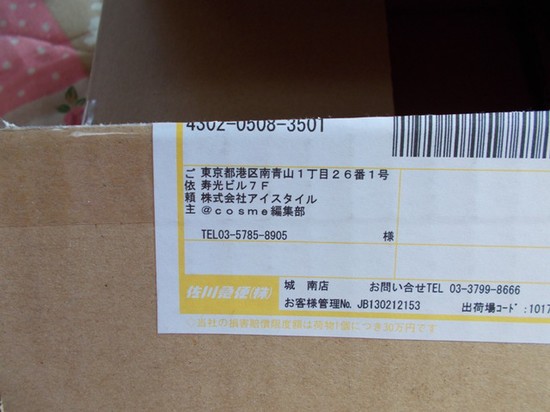 4302-0508-3501
ご依頼主
東京都港区南青山1丁目26番1号
寿光ビル7F
株式会社アイスタイル
@cosme編集部
TEL03-5785-8905 様
佐川急便(株)
城 南店 お問い合せTEL 03-3799-8666
お客様管理No. JB130212153 出荷場コード: 1017
◇当社の損害賠償限度額は荷物1個につき30万円です